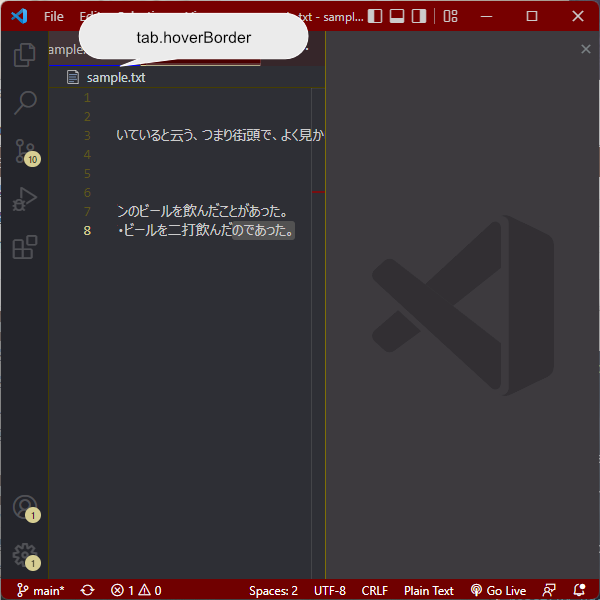 File
tab.hoverBorder
.txt - sampl...
sample.txt
1
2
3 いていると云う、つまり街頭で、よく見か
4
5
6
7 ンのビールを飲んだことがあった。
8 ・ビールを二打飲んだのであった。
10
1
1
main* 1 0 Spaces: 2 UTF-8 CRLF Plain Text Go Live